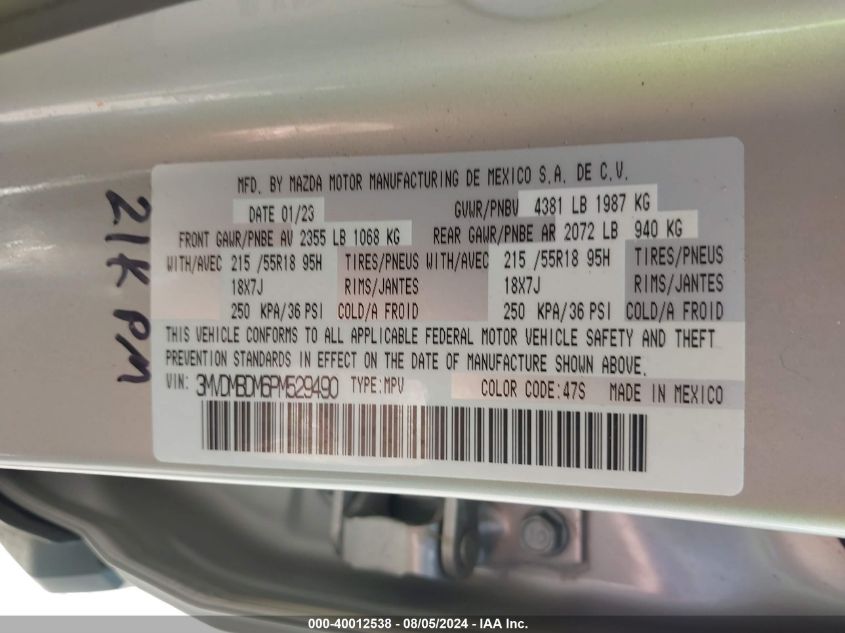 MFD. BY MAZDA MOTOR MANUFACTURING DE MEXICO S.A. DE C.V.
DATE 01/23 GVWR/PNBV 4381 LB 1987 KG
FRONT GAWR/PNBE AV 2355 LB 1068 KG REAR GAWR/PNBE AR 2072 LB 940 KG
WITH/AVEC 215 /55R18 95H TIRES/PNEUS WITH/AVEC 215 /55R18 95H TIRES/PNEUS
18X7J RIMS/JANTES 18X7J RIMS/JANTES
250 KPA/36 PSI COLD/A FROID 250 KPA/36 PSI COLD/A FROID
THIS VEHICLE CONFORMS TO ALL APPLICABLE FEDERAL MOTOR VEHICLE SAFETY AND THEFT
PREVENTION STANDARDS IN EFFECT ON THE DATE OF MANUFACTURE SHOWN ABOVE.
VIN: 3MVDMBDM6PM529490 TYPE:MPV COLOR CODE:47S MADE IN MEXICO
21K PM
000-40012538 - 08/05/2024 - IAA Inc.